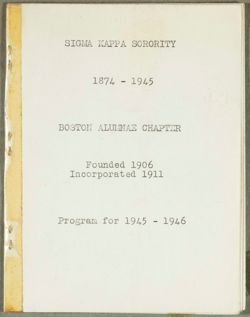 SIGMA KAPPA SORORITY
1874 - 1945
BOSTON ALUMNAE CHAPTER
Founded 1906
Incorporated 1911
Program for 1945 - 1946